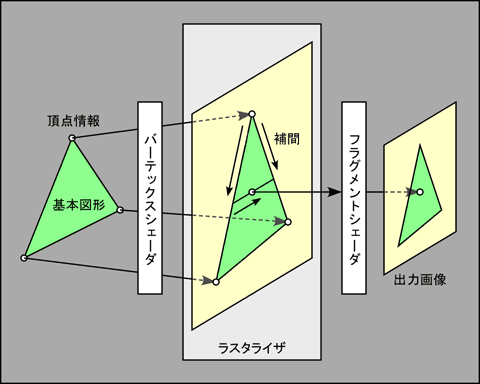 頂点情報
基本図形
バーテックスシェーダ
補間
ラスタライザ
フラグメントシェーダ
出力画像